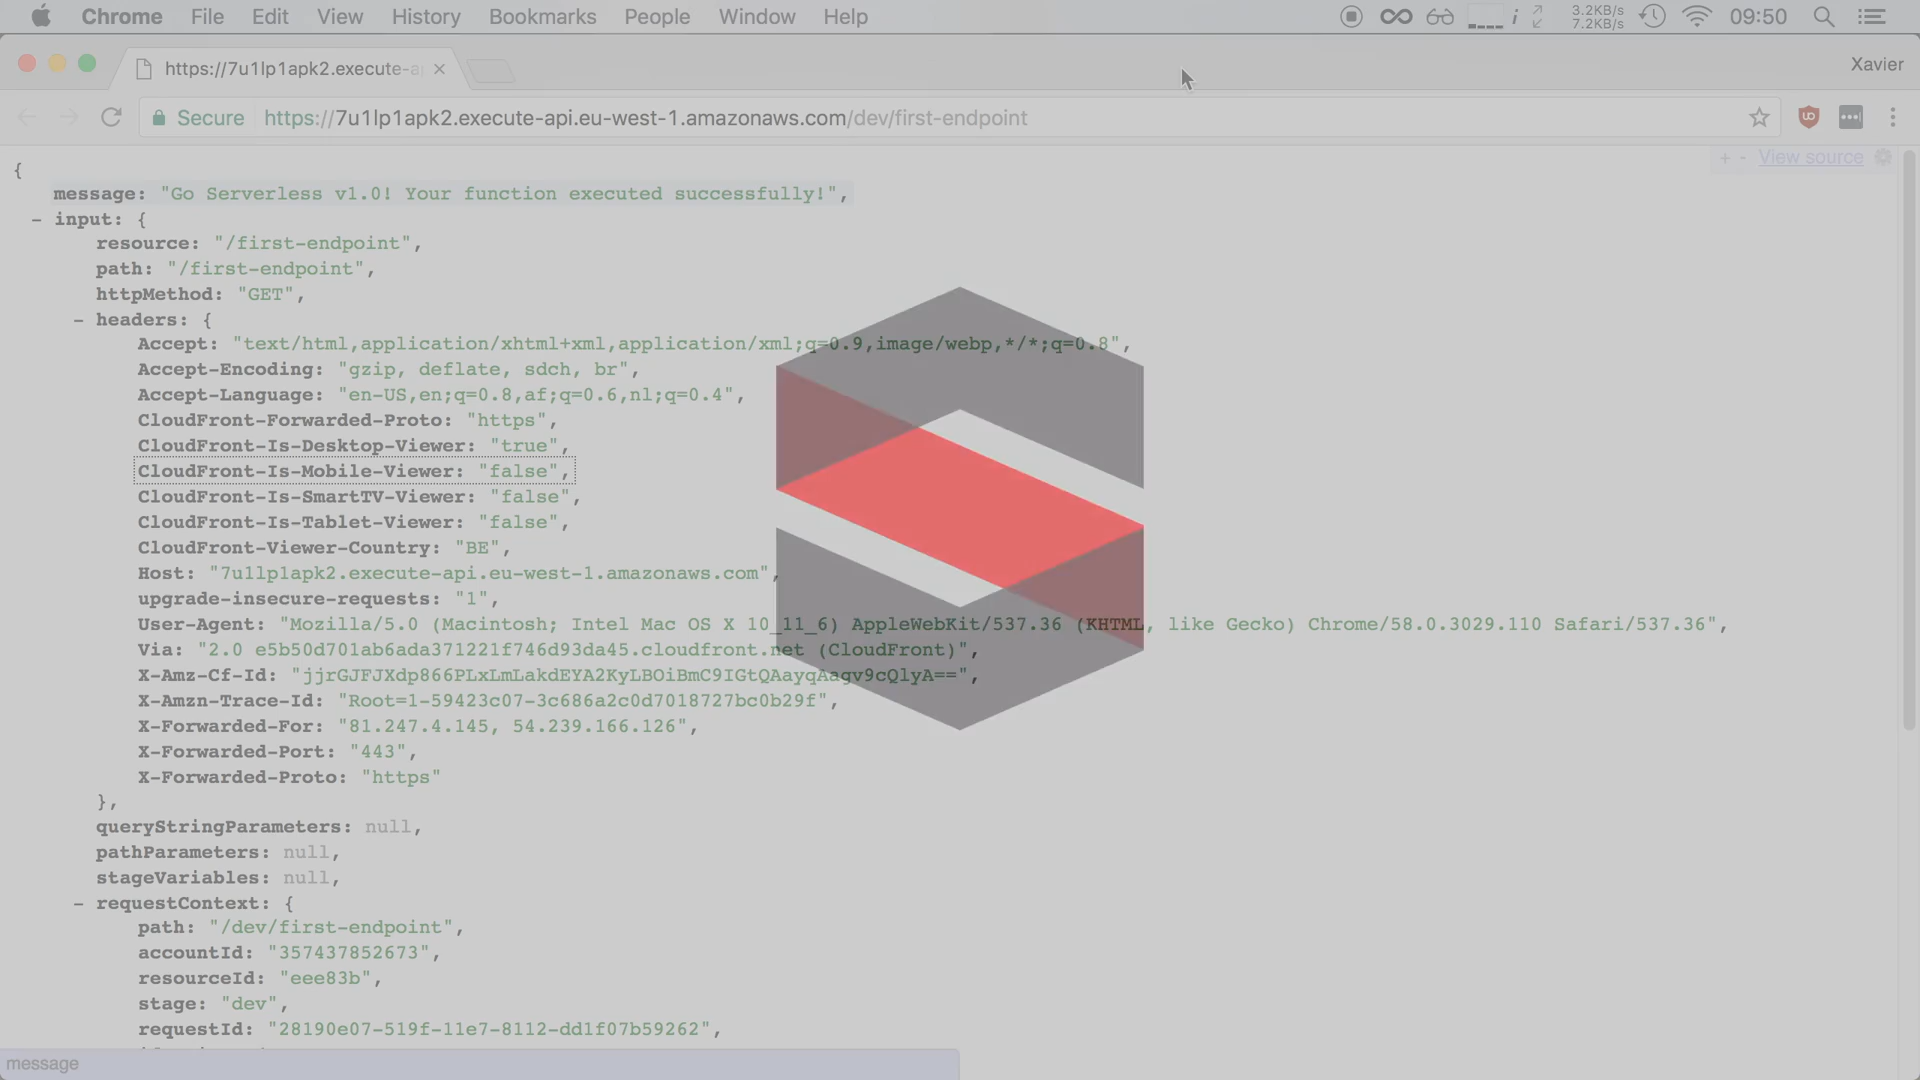 Chrome File Edit View History Bookmarks People Window Help 3.2KB/s 7.2KB/s 09:50
https://7u1lp1apk2.execute-a Xavier
Secure https://7u1lp1apk2.execute-api.eu-west-1.amazonaws.com/dev/first-endpoint
+ - View source
{
message: "Go Serverless v1.0! Your function executed successfully!",
- input: {
resource: "/first-endpoint",
path: "/first-endpoint",
httpMethod: "GET",
- headers: {
Accept: "text/html,application/xhtml+xml,application/xml;q=0.9,image/webp,*/*;q=0.8",
Accept-Encoding: "gzip, deflate, sdch, br",
Accept-Language: "en-US,en;q=0.8,af;q=0.6,nl;q=0.4",
CloudFront-Forwarded-Proto: "https",
CloudFront-Is-Desktop-Viewer: "true",
CloudFront-Is-Mobile-Viewer: "false",
CloudFront-Is-SmartTV-Viewer: "false",
CloudFront-Is-Tablet-Viewer: "false",
CloudFront-Viewer-Country: "BE",
Host: "7u1lp1apk2.execute-api.eu-west-1.amazonaws.com",
upgrade-insecure-requests: "1",
User-Agent: "Mozilla/5.0 (Macintosh; Intel Mac OS X 10_11_6) AppleWebKit/537.36 (KHTML, like Gecko) Chrome/58.0.3029.110 Safari/537.36",
Via: "2.0 e5b50d701ab6ada371221f746d93da45.cloudfront.net (CloudFront)",
X-Amz-Cf-Id: "jjrGJFJXdp866PLxLmLakdEYA2KyLBOiBmC9IGtQAayqAagv9cQlyA==",
X-Amzn-Trace-Id: "Root=1-59423c07-3c686a2c0d7018727bc0b29f",
X-Forwarded-For: "81.247.4.145, 54.239.166.126",
X-Forwarded-Port: "443",
X-Forwarded-Proto: "https"
},
queryStringParameters: null,
pathParameters: null,
stageVariables: null,
- requestContext: {
path: "/dev/first-endpoint",
accountId: "357437852673",
resourceId: "eee83b",
stage: "dev",
requestId: "28190e07-519f-11e7-8112-dd1f07b59262",
message